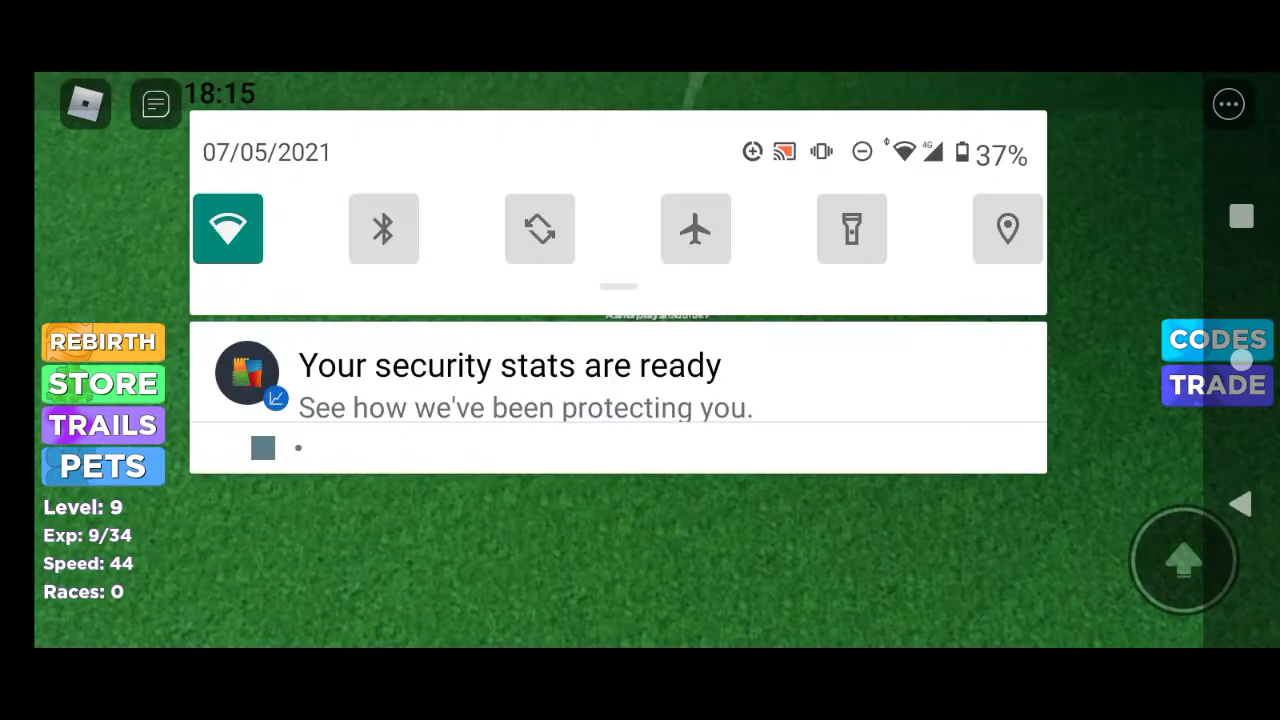 18:15
07/05/2021
4G
37%
REBIRTH
STORE
TRAILS
PETS
Level: 9
Exp: 9/34
Speed: 44
Races: 0
Your security stats are ready
See how we've been protecting you.
CODES
TRADE